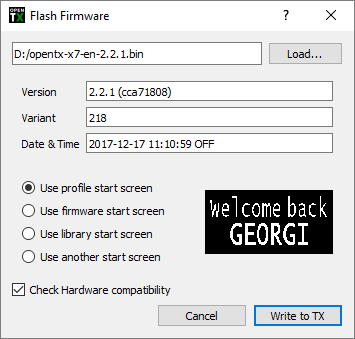 OPEN
TX
Flash Firmware
?
D:/opentx-x7-en-2.2.1.bin
Load...
Version
2.2.1 (cca71808)
Variant
218
Date & Time
2017-12-17 11:10:59 OFF
Use profile start screen
Use firmware start screen
Use library start screen
Use another start screen
Welcome back
GEORGI
Check Hardware compatibility
Cancel
Write to TX